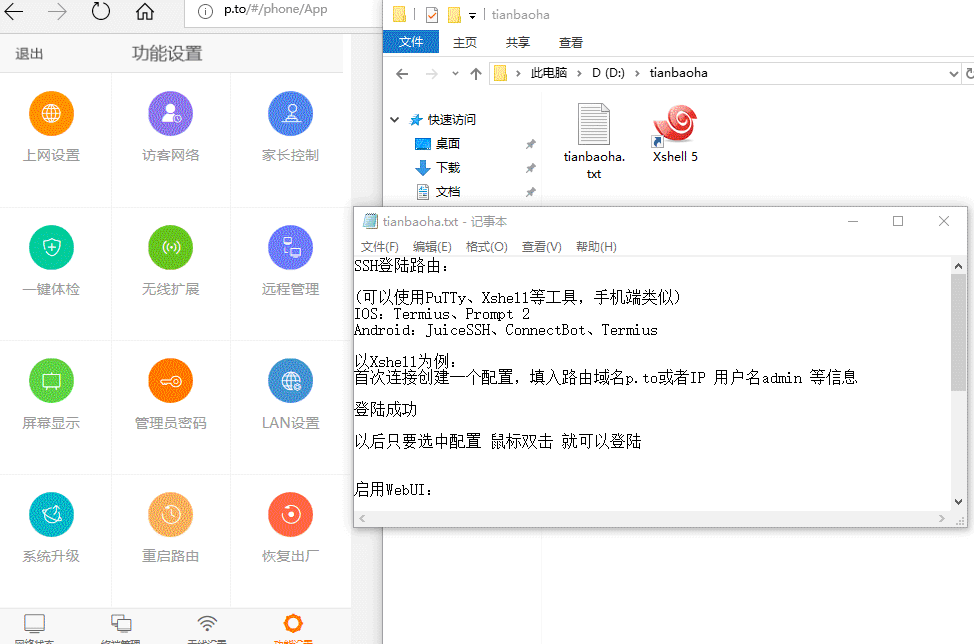 p.to/#/phone/App
退出
功能设置
上网设置
访客网络
家长控制
一键体检
无线扩展
远程管理
屏幕显示
管理员密码
LAN设置
系统升级
重启路由
恢复出厂
tianbaoha
文件
主页
共享
查看
此电脑
D (D:)
tianbaoha
快速访问
桌面
下载
文档
tianbaoha.
txt
Xshell 5
tianbaoha.txt - 记事本
文件(F)
编辑(E)
格式(O)
查看(V)
帮助(H)
SSH登陆路由：
(可以使用PuTTy、Xshell等工具，手机端类似)
IOS：Termius、Prompt 2
Android：JuiceSSH、ConnectBot、Termius
以Xshell为例：
首次连接创建一个配置，填入路由域名p.to或者IP 用户名admin 等信息
登陆成功
以后只要选中配置 鼠标双击 就可以登陆
启用WebUI：